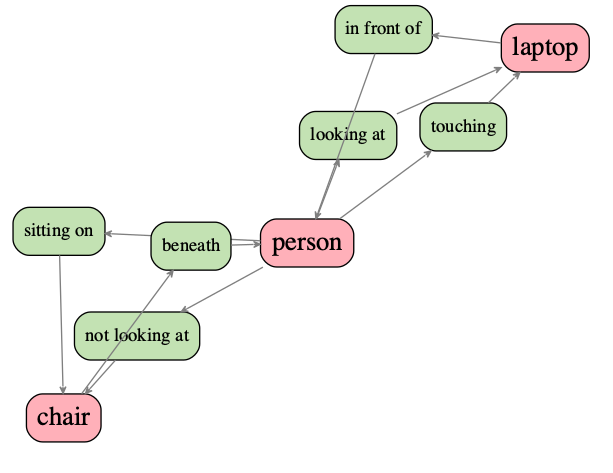 in front of
laptop
looking at
touching
sitting on
beneath
person
not looking at
chair